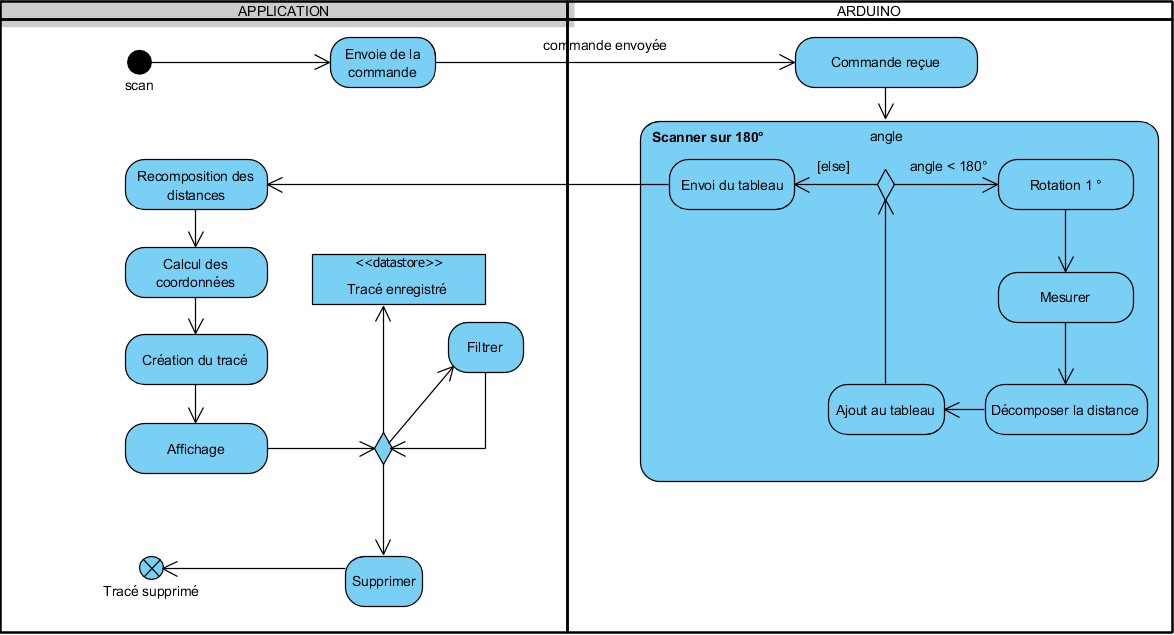 APPLICATION
ARDUINO
scan
Envoie de la
commande
commande envoyée
Commande reçue
Scanner sur 180°
angle
Envoi du tableau
[else]
angle < 180°
Rotation 1 °
Mesurer
Décomposer la distance
Ajout au tableau
Recomposition des
distances
Calcul des
coordonnées
Création du tracé
Affichage
<<datastore>>
Tracé enregistré
Filtrer
Supprimer
Tracé supprimé